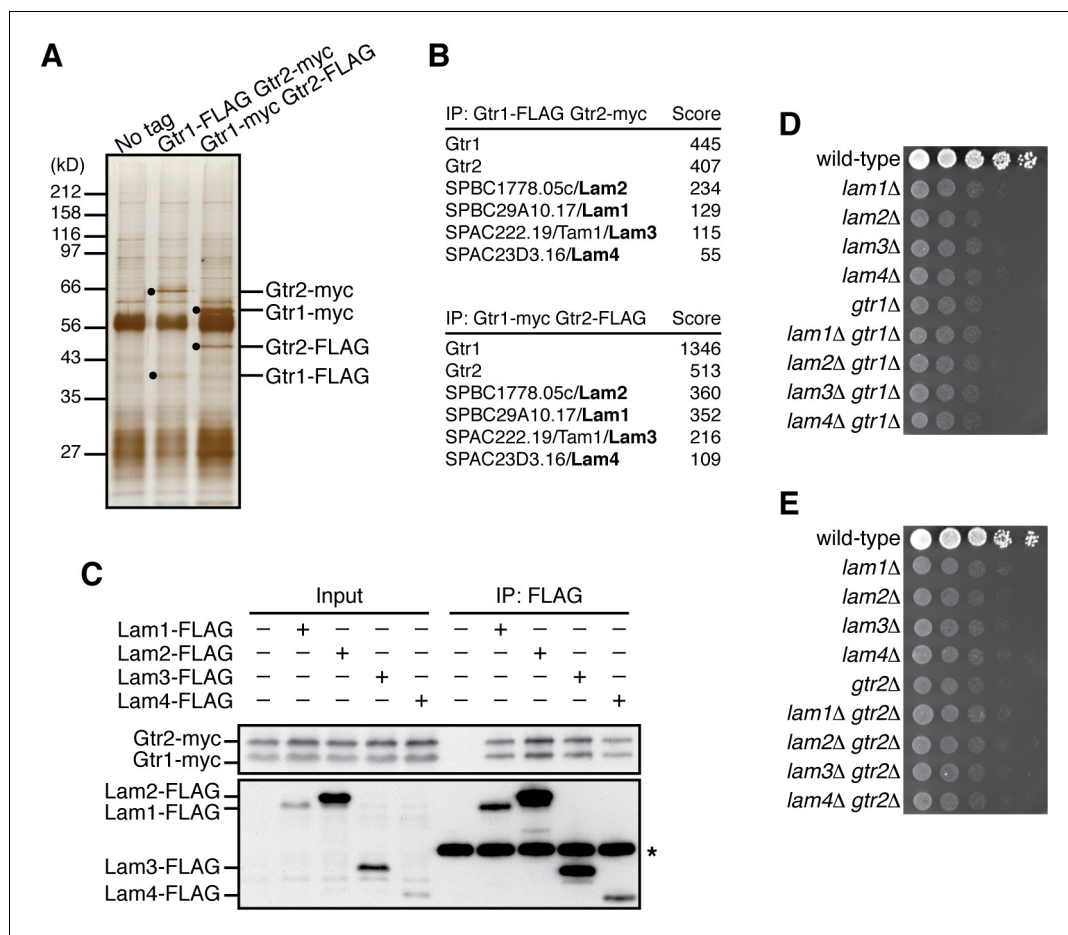 A
No tag
Gtr1-FLAG Gtr2-myc
Gtr1-myc Gtr2-FLAG
(kD)
212
158
116
97
66
56
43
35
27
Gtr2-myc
Gtr1-myc
Gtr2-FLAG
Gtr1-FLAG
B
IP: Gtr1-FLAG Gtr2-myc Score
Gtr1 445
Gtr2 407
SPBC1778.05c/Lam2 234
SPBC29A10.17/Lam1 129
SPAC222.19/Tam1/Lam3 115
SPAC23D3.16/Lam4 55
IP: Gtr1-myc Gtr2-FLAG Score
Gtr1 1346
Gtr2 513
SPBC1778.05c/Lam2 360
SPBC29A10.17/Lam1 352
SPAC222.19/Tam1/Lam3 216
SPAC23D3.16/Lam4 109
C
Input IP: FLAG
Lam1-FLAG − + − − − − + − − −
Lam2-FLAG − − + − − − − + − −
Lam3-FLAG − − − + − − − − + −
Lam4-FLAG − − − − + − − − − +
Gtr2-myc
Gtr1-myc
Lam2-FLAG
Lam1-FLAG
*
Lam3-FLAG
Lam4-FLAG
D
wild-type
lam1Δ
lam2Δ
lam3Δ
lam4Δ
gtr1Δ
lam1Δ gtr1Δ
lam2Δ gtr1Δ
lam3Δ gtr1Δ
lam4Δ gtr1Δ
E
wild-type
lam1Δ
lam2Δ
lam3Δ
lam4Δ
gtr2Δ
lam1Δ gtr2Δ
lam2Δ gtr2Δ
lam3Δ gtr2Δ
lam4Δ gtr2Δ